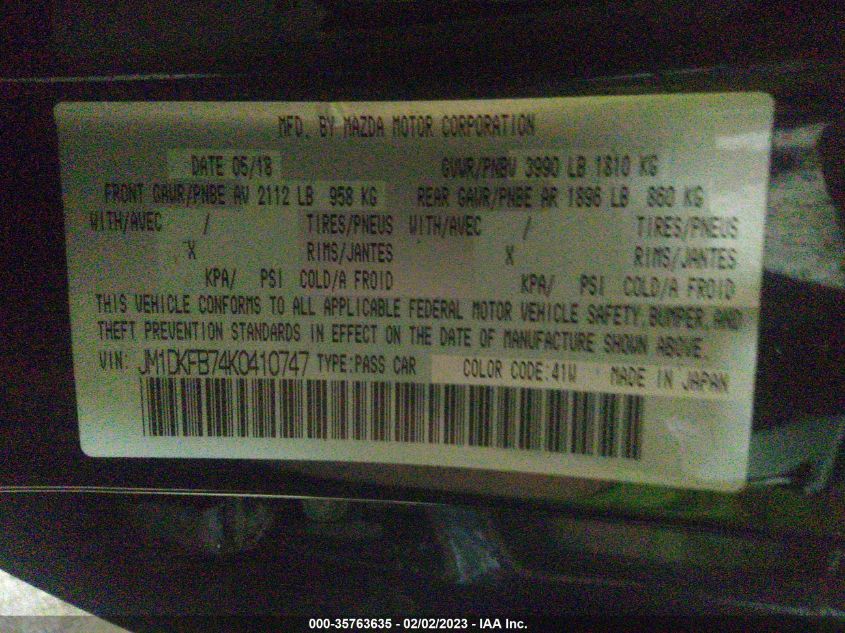 MFD. BY MAZDA MOTOR CORPORATION
DATE 05/18 GVWR/PNBV 3990 LB 1810 KG
FRONT GAWR/PNBE AV 2112 LB 958 KG REAR GAWR/PNBE AR 1896 LB 860 KG
WITH/AVEC / TIRES/PNEUS WITH/AVEC / TIRES/PNEUS
X RIMS/JANTES X RIMS/JANTES
KPA/ PSI COLD/A FROID KPA/ PSI COLD/A FROID
THIS VEHICLE CONFORMS TO ALL APPLICABLE FEDERAL MOTOR VEHICLE SAFETY, BUMPER, AND
THEFT PREVENTION STANDARDS IN EFFECT ON THE DATE OF MANUFACTURE SHOWN ABOVE.
VIN: JM1DKFB74K0410747 TYPE:PASS CAR COLOR CODE:41W MADE IN JAPAN
000-35763635 - 02/02/2023 - IAA Inc.